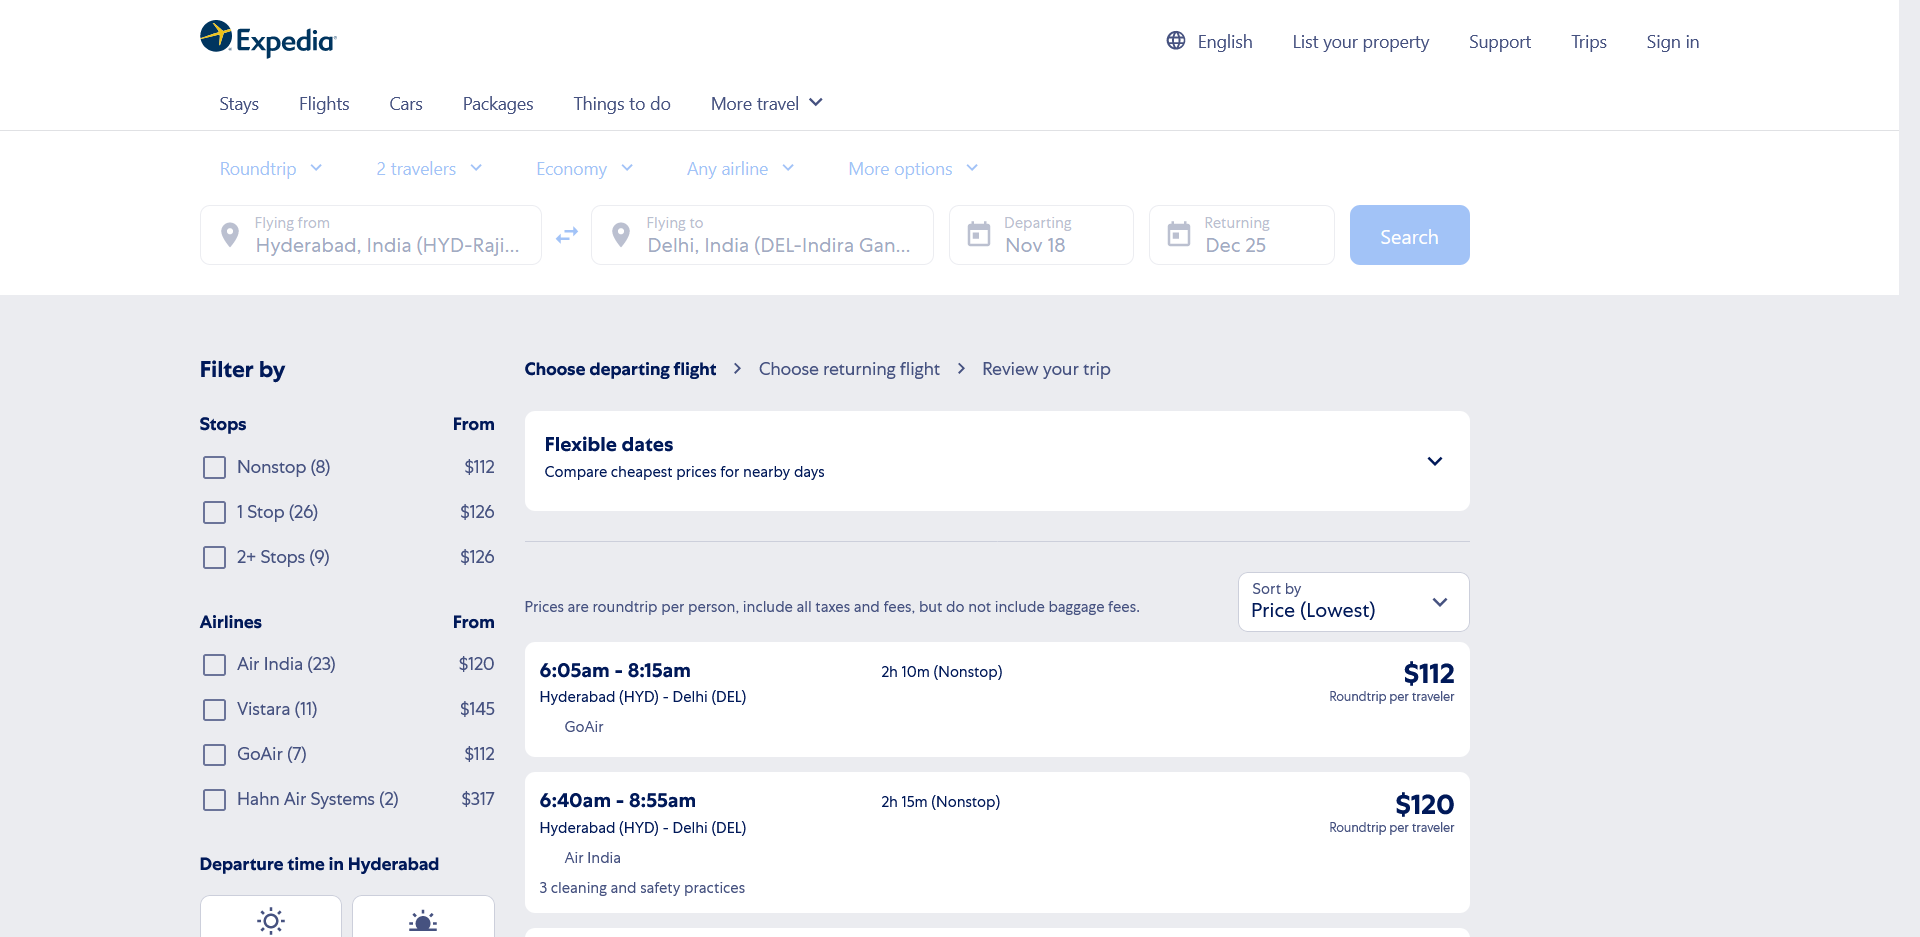 Expedia
English
List your property
Support
Trips
Sign in
Stays
Flights
Cars
Packages
Things to do
More travel
Roundtrip
2 travelers
Economy
Any airline
More options
Flying from
Hyderabad, India (HYD-Raji...
Flying to
Delhi, India (DEL-Indira Gan...
Departing
Nov 18
Returning
Dec 25
Search
Filter by
Stops From
Nonstop (8) $112
1 Stop (26) $126
2+ Stops (9) $126
Airlines From
Air India (23) $120
Vistara (11) $145
GoAir (7) $112
Hahn Air Systems (2) $317
Departure time in Hyderabad
Choose departing flight
Choose returning flight
Review your trip
Flexible dates
Compare cheapest prices for nearby days
Prices are roundtrip per person, include all taxes and fees, but do not include baggage fees.
Sort by
Price (Lowest)
6:05am - 8:15am
Hyderabad (HYD) - Delhi (DEL)
GoAir
2h 10m (Nonstop)
$112
Roundtrip per traveler
6:40am - 8:55am
Hyderabad (HYD) - Delhi (DEL)
Air India
3 cleaning and safety practices
2h 15m (Nonstop)
$120
Roundtrip per traveler